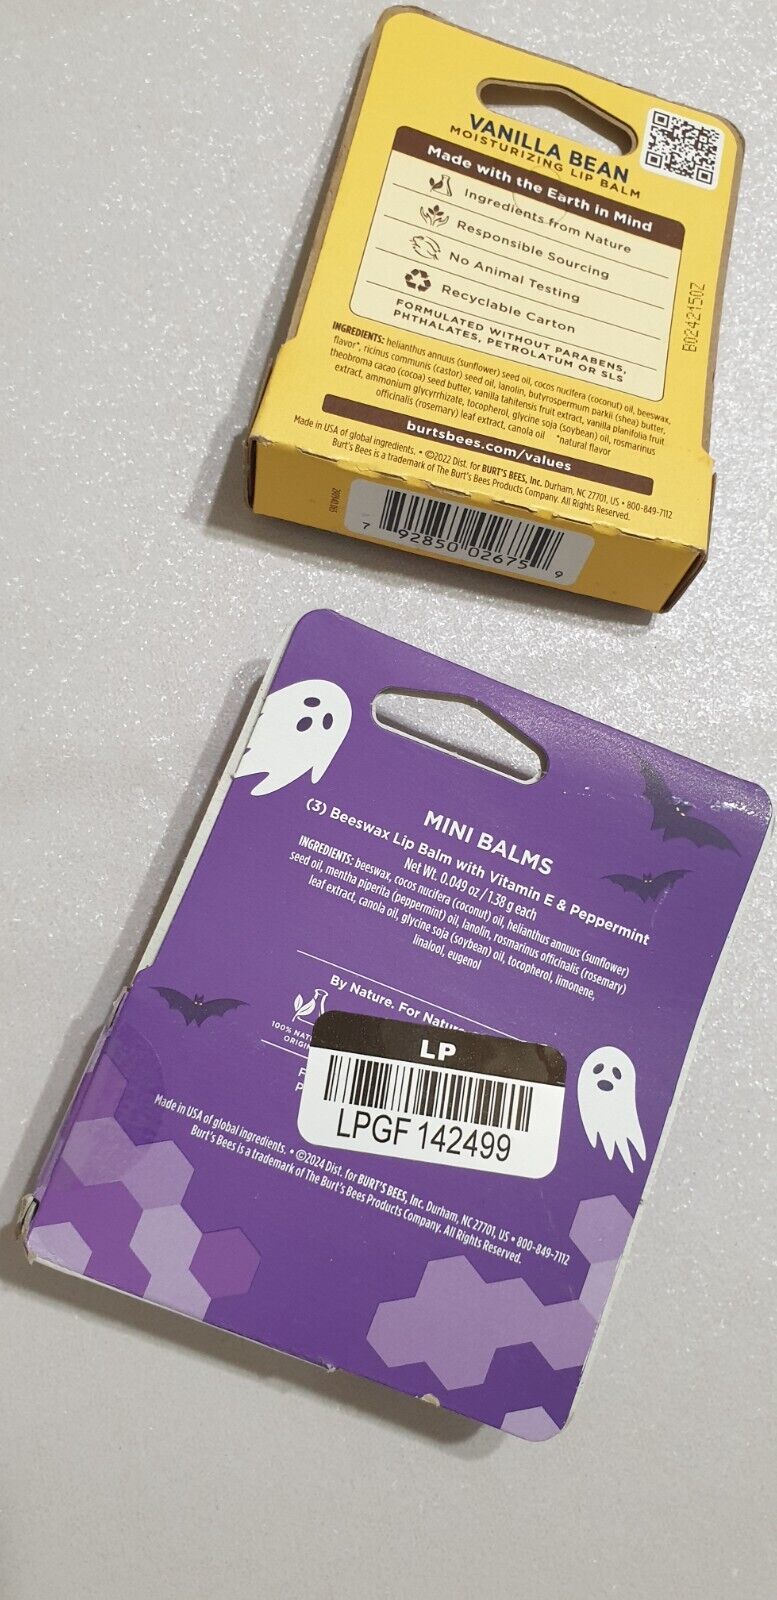 VANILLA BEAN
MOISTURIZING LIP BALM
Made with the Earth in Mind
Ingredients from Nature
Responsible Sourcing
No Animal Testing
Recyclable Carton
FORMULATED WITHOUT PARABENS,
PHTHALATES, PETROLATUM OR SLS
B0242150Z
INGREDIENTS: helianthus annuus (sunflower) seed oil, cocos nucifera (coconut) oil, beeswax,
flavor*, ricinus communis (castor) seed oil, lanolin, butyrospermum parkii (shea) butter,
theobroma cacao (cocoa) seed butter, vanilla tahitensis fruit extract, vanilla planifolia fruit
extract, ammonium glycyrrhizate, tocopherol, glycine soja (soybean) oil, rosmarinus
officinalis (rosemary) leaf extract, canola oil *natural flavor
burtsbees.com/values
Made in USA of global ingredients. • ©2022 Dist. for BURT'S BEES, Inc. Durham, NC 27701, US • 800-849-7112
Burt's Bees is a trademark of The Burt's Bees Products Company. All Rights Reserved.
7 92850 02675 9
MINI BALMS
(3) Beeswax Lip Balm with Vitamin E & Peppermint
Net Wt. 0.049 oz / 1.38 g each
INGREDIENTS: beeswax, cocos nucifera (coconut) oil, helianthus annuus (sunflower)
seed oil, mentha piperita (peppermint) oil, lanolin, rosmarinus officinalis (rosemary)
leaf extract, canola oil, glycine soja (soybean) oil, tocopherol, limonene,
linalool, eugenol
By Nature. For Nature
100% NAT
ORIGI
LP
LPGF 142499
Made in USA of global ingredients. • ©2024 Dist. for BURT'S BEES, Inc. Durham, NC 27701, US • 800-849-7112
Burt's Bees is a trademark of The Burt's Bees Products Company. All Rights Reserved.